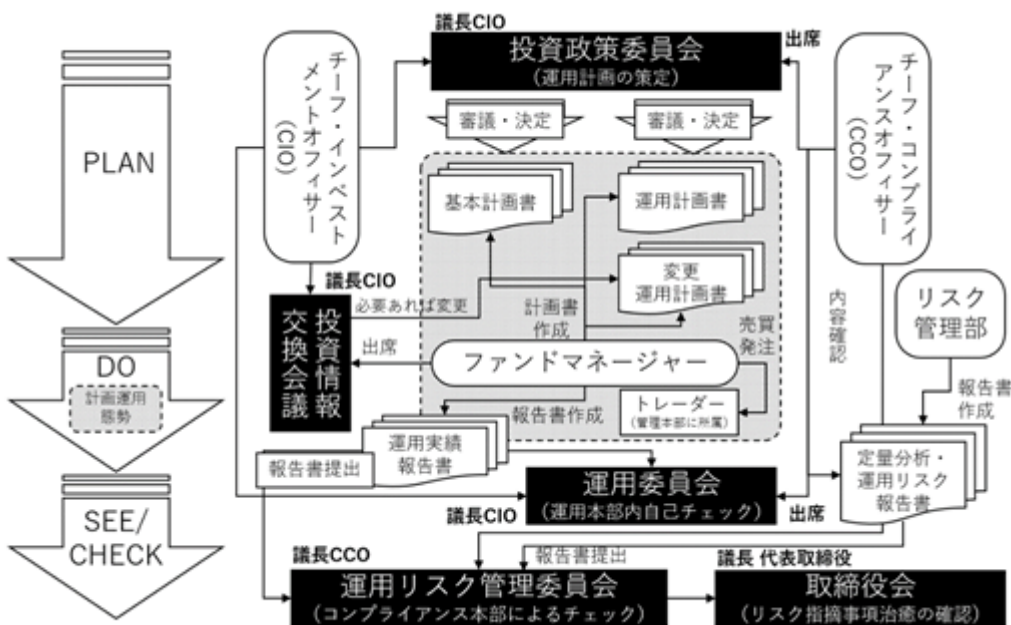 PLAN
DO
計画運用
態勢
SEE/
CHECK
チーフ・インベスト
メントオフィサー
(CIO)
議長CIO
投資政策委員会
(運用計画の策定)
出席
チーフ・コンプライ
アンスオフィサー
(CCO)
審議・決定
審議・決定
基本計画書
運用計画書
変更
運用計画書
議長CIO
投資情報
交換会議
必要あれば変更
計画書
作成
売買
発注
内容確認
リスク
管理部
出席
ファンドマネージャー
報告書作成
トレーダー
(管理本部に所属)
報告書
作成
運用実績
報告書
報告書提出
定量分析・
運用リスク
報告書
運用委員会
(運用本部内自己チェック)
議長CIO
出席
議長CCO
報告書提出
議長 代表取締役
運用リスク管理委員会
(コンプライアンス本部によるチェック)
取締役会
(リスク指摘事項治癒の確認)